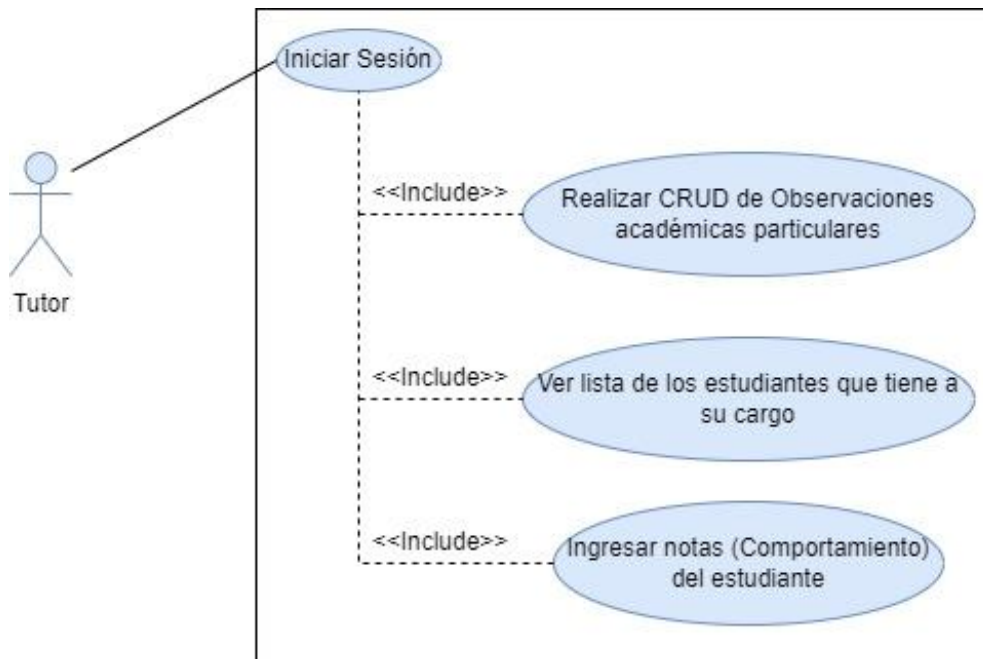 Iniciar Sesión
<<Include>>
Realizar CRUD de Observaciones
académicas particulares
Tutor
<<Include>>
Ver lista de los estudiantes que tiene a
su cargo
<<Include>>
Ingresar notas (Comportamiento)
del estudiante